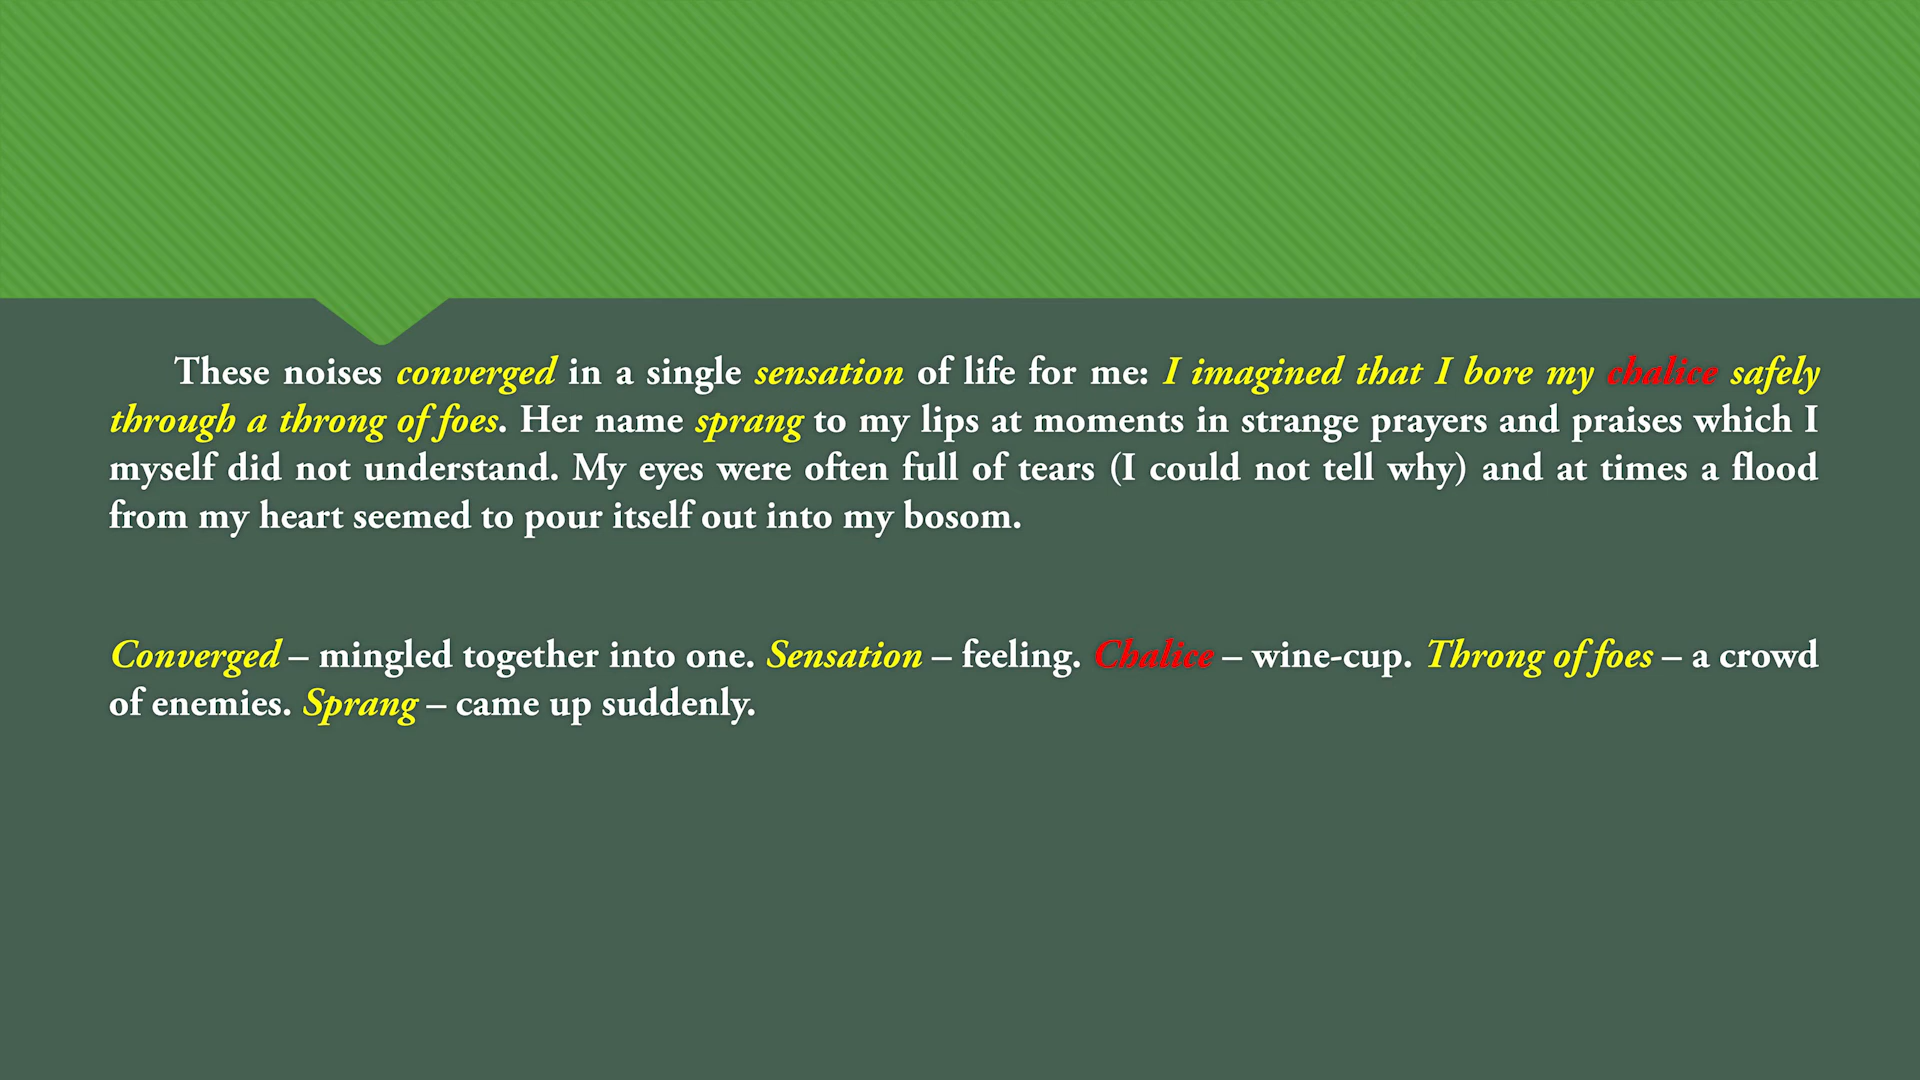 These noises converged in a single sensation of life for me: I imagined that I bore my chalice safely
through a throng of foes. Her name sprang to my lips at moments in strange prayers and praises which I
myself did not understand. My eyes were often full of tears (I could not tell why) and at times a flood
from my heart seemed to pour itself out into my bosom.
Converged – mingled together into one. Sensation – feeling. Chalice – wine-cup. Throng of foes – a crowd
of enemies. Sprang – came up suddenly.